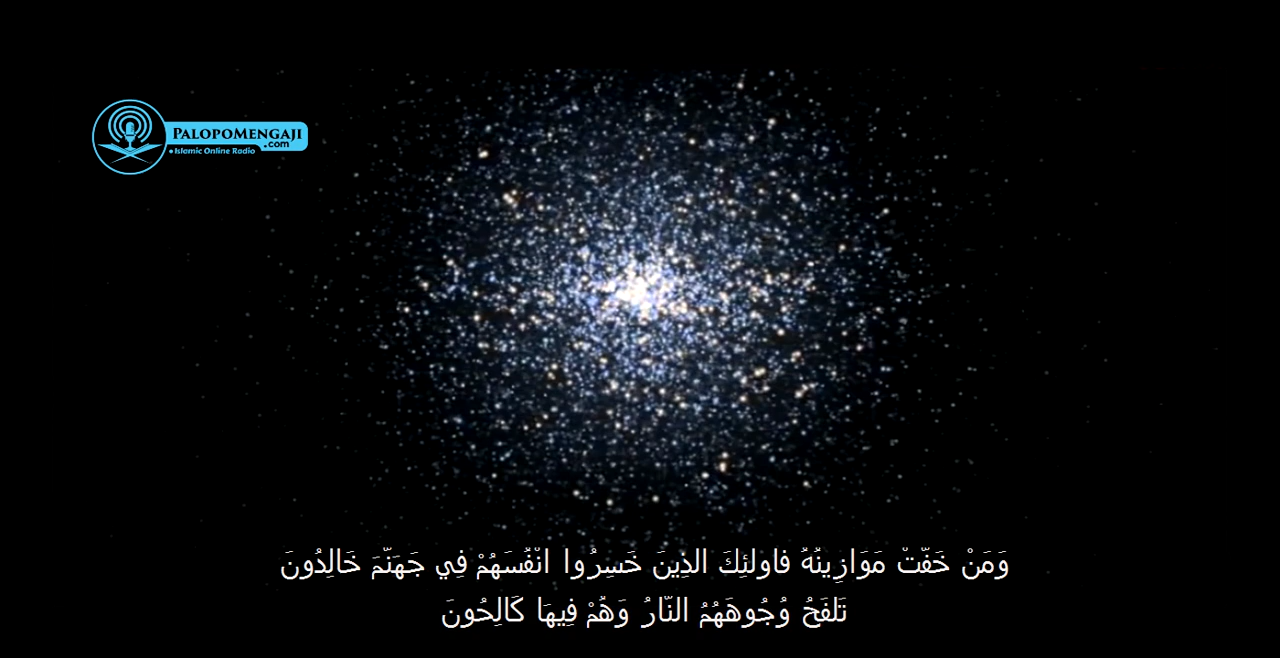 PALOPOMENGAJI
.com
• Islamic Online Radio
وَمَنْ خَفَّتْ مَوَازِينُهُ فاولئِكَ الذِينَ خَسِرُوا انْفُسَهُمْ فِي جَهَنَّمَ خَالِدُونَ
تَلفَحُ وُجُوهَهُمُ النّارُ وَهُمْ فِيهَا كَالِحُونَ